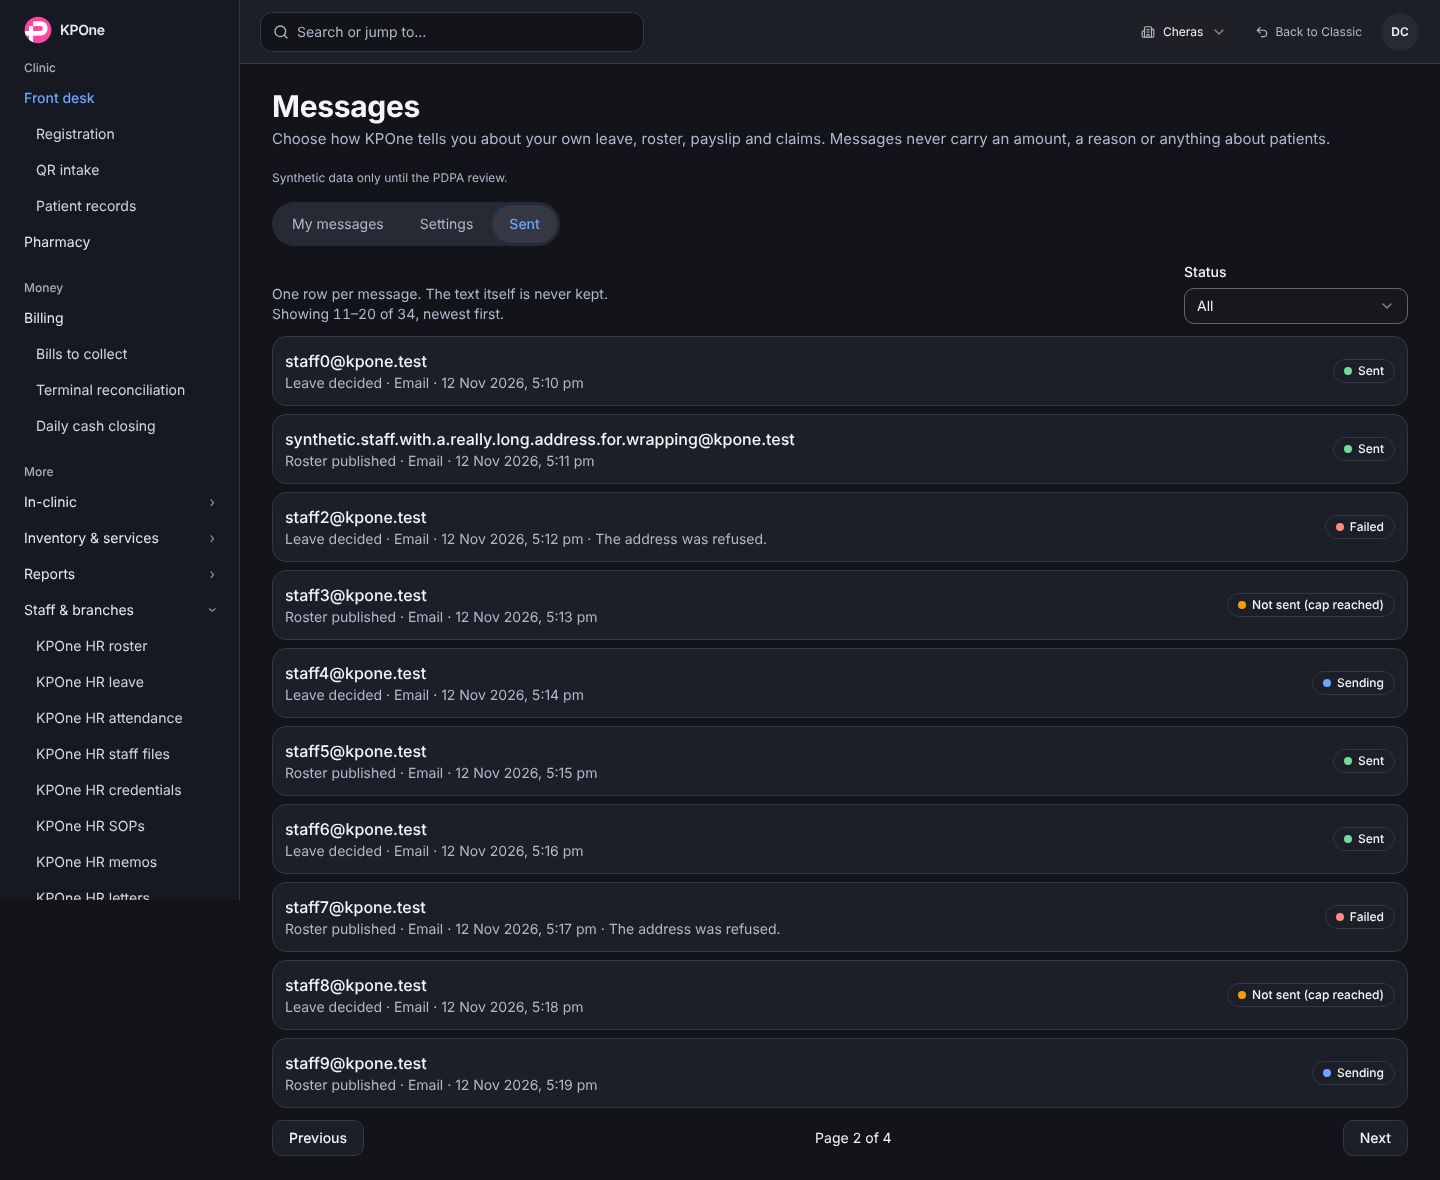 KPOne
Clinic
Front desk
Registration
QR intake
Patient records
Pharmacy
Money
Billing
Bills to collect
Terminal reconciliation
Daily cash closing
More
In-clinic
Inventory & services
Reports
Staff & branches
KPOne HR roster
KPOne HR leave
KPOne HR attendance
KPOne HR staff files
KPOne HR credentials
KPOne HR SOPs
KPOne HR memos
KPOne HR letters
Search or jump to...
Cheras
Back to Classic
DC
Messages
Choose how KPOne tells you about your own leave, roster, payslip and claims. Messages never carry an amount, a reason or anything about patients.
Synthetic data only until the PDPA review.
My messages Settings Sent
Status
All
One row per message. The text itself is never kept.
Showing 11–20 of 34, newest first.
staff0@kpone.test
Leave decided · Email · 12 Nov 2026, 5:10 pm
Sent
synthetic.staff.with.a.really.long.address.for.wrapping@kpone.test
Roster published · Email · 12 Nov 2026, 5:11 pm
Sent
staff2@kpone.test
Leave decided · Email · 12 Nov 2026, 5:12 pm · The address was refused.
Failed
staff3@kpone.test
Roster published · Email · 12 Nov 2026, 5:13 pm
Not sent (cap reached)
staff4@kpone.test
Leave decided · Email · 12 Nov 2026, 5:14 pm
Sending
staff5@kpone.test
Roster published · Email · 12 Nov 2026, 5:15 pm
Sent
staff6@kpone.test
Leave decided · Email · 12 Nov 2026, 5:16 pm
Sent
staff7@kpone.test
Roster published · Email · 12 Nov 2026, 5:17 pm · The address was refused.
Failed
staff8@kpone.test
Leave decided · Email · 12 Nov 2026, 5:18 pm
Not sent (cap reached)
staff9@kpone.test
Roster published · Email · 12 Nov 2026, 5:19 pm
Sending
Previous
Page 2 of 4
Next